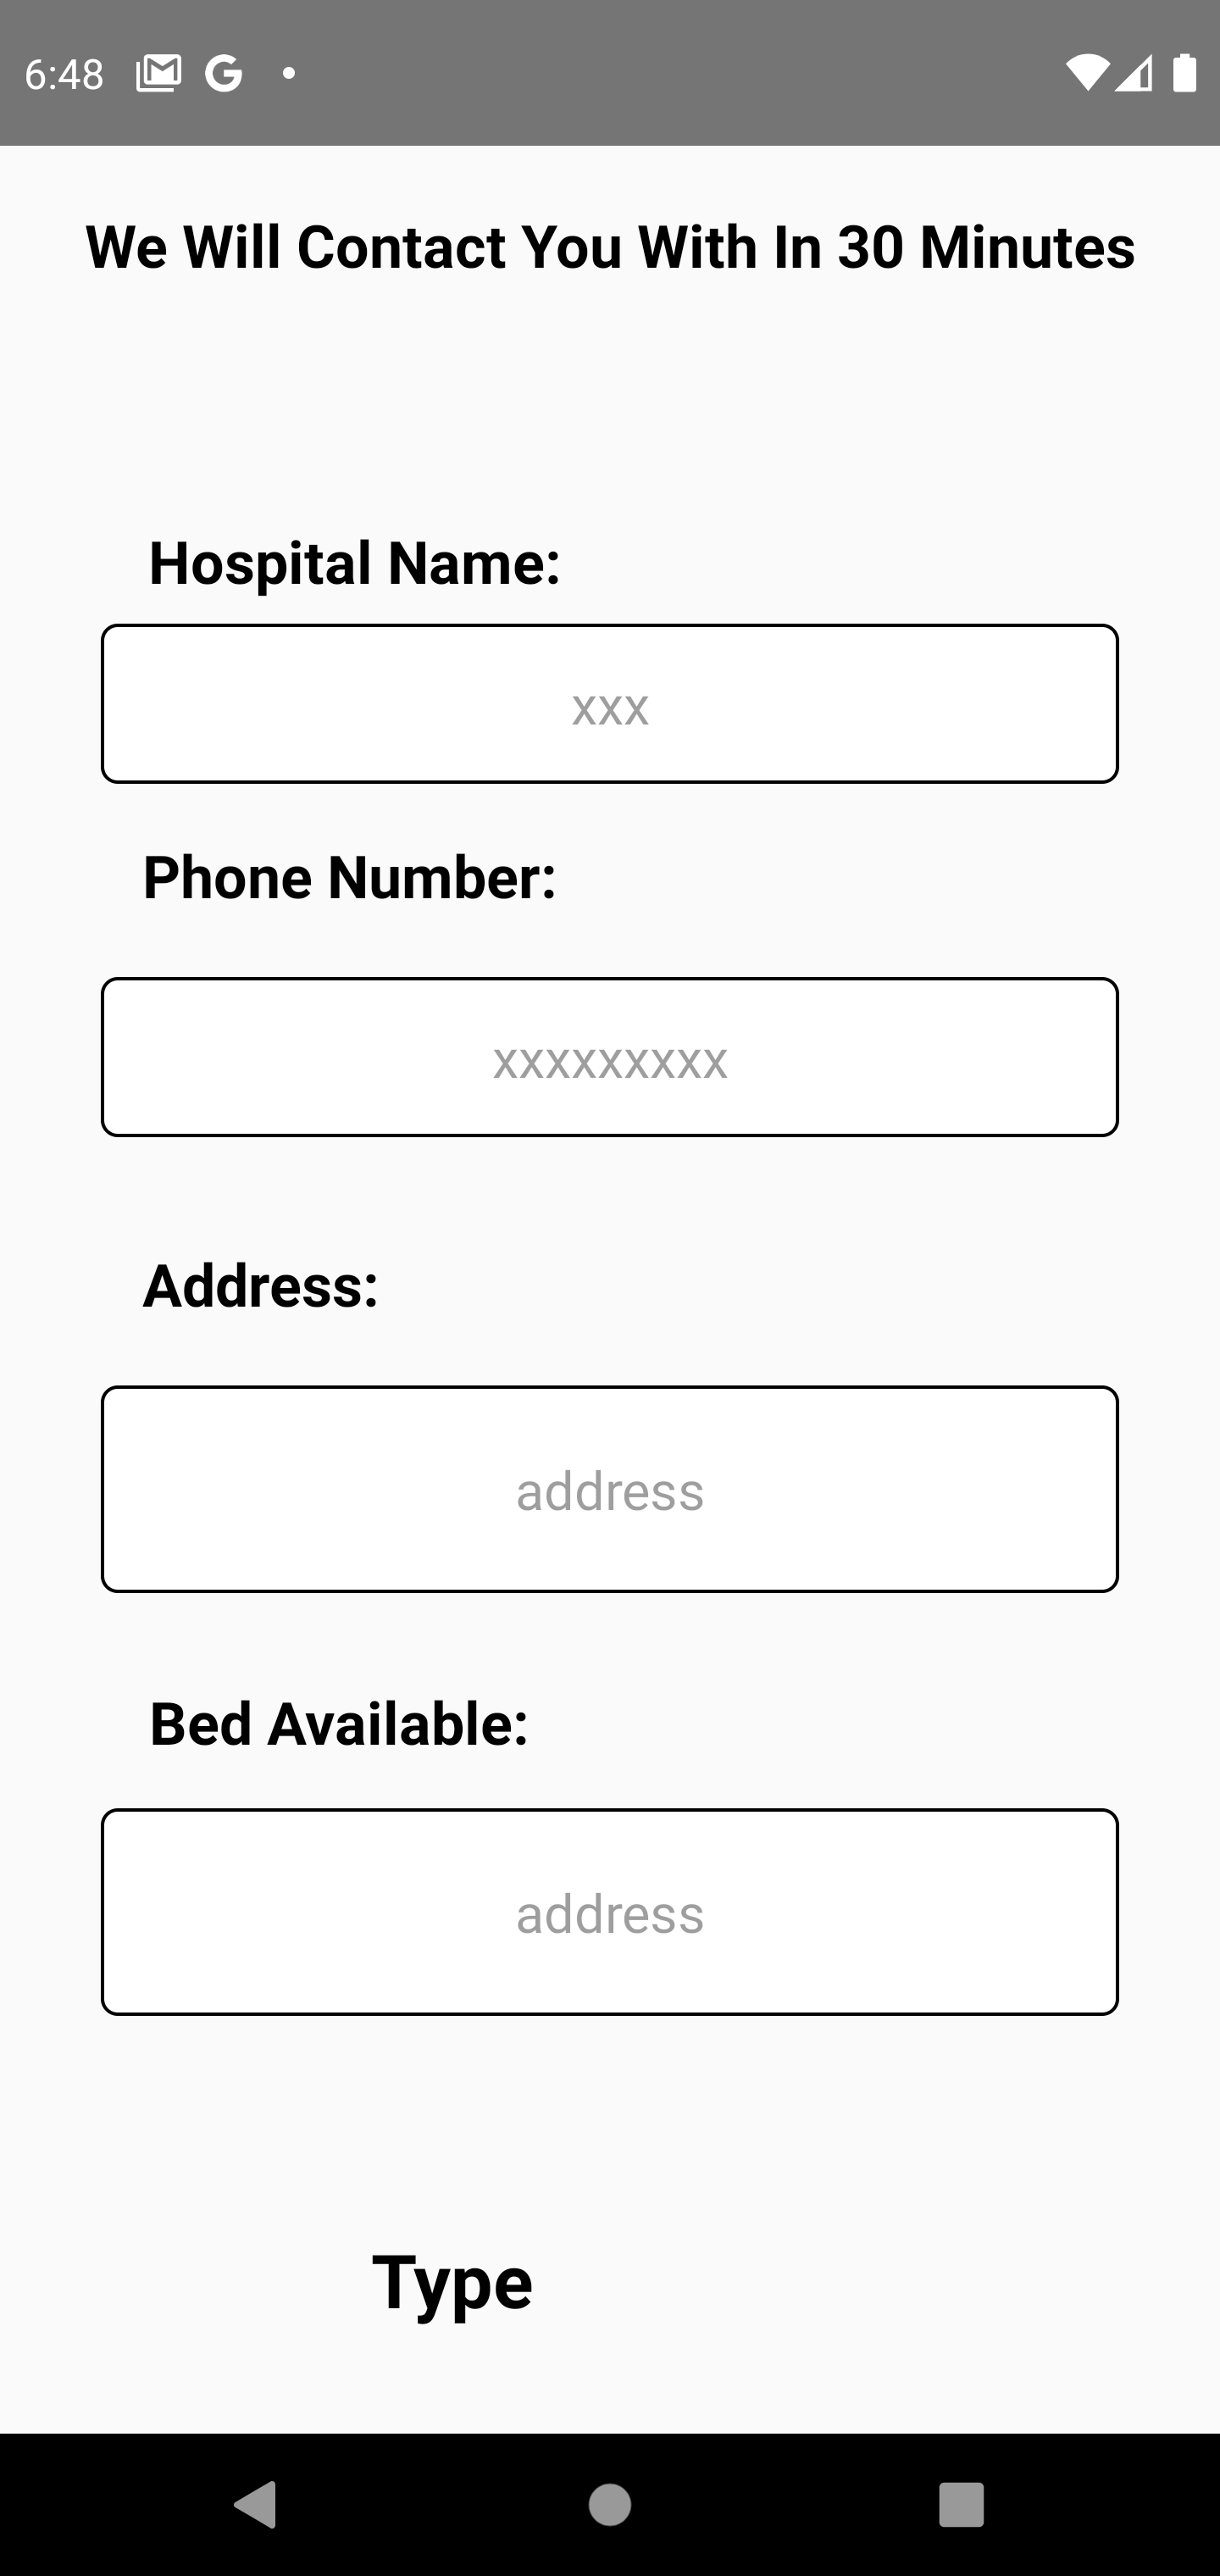 6:48
We Will Contact You With In 30 Minutes
Hospital Name:
xxx
Phone Number:
xxxxxxxxx
Address:
address
Bed Available:
address
Type